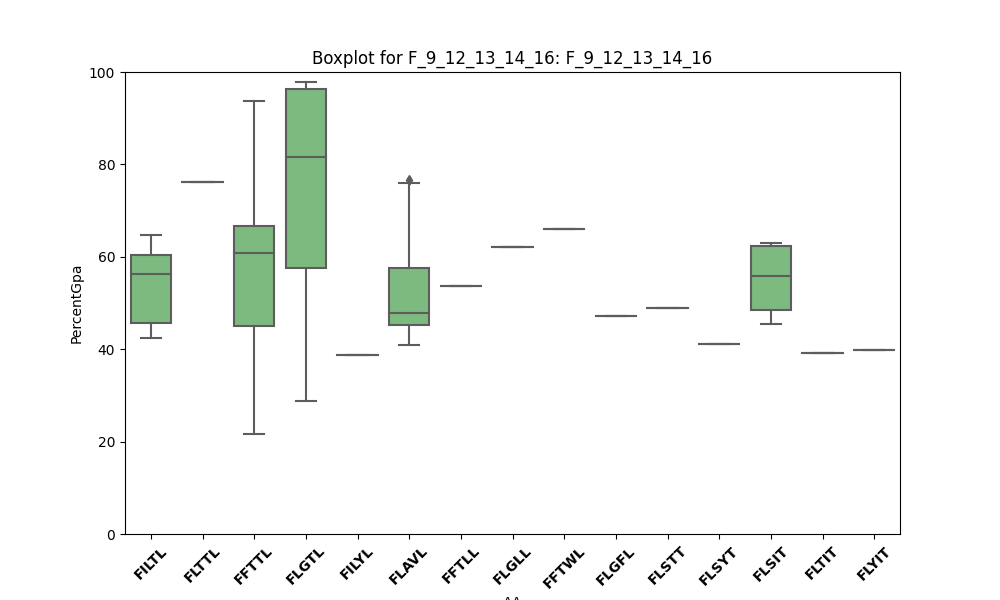 Boxplot for F_9_12_13_14_16: F_9_12_13_14_16
100
80
60
40
20
0
PercentGpa
FILTL
FLTTL
FFTTL
FLGTL
FILYL
FLAVL
FFTLL
FLGLL
FFTWL
FLGFL
FLSTT
FLSYT
FLSIT
FLTIT
FLYIT